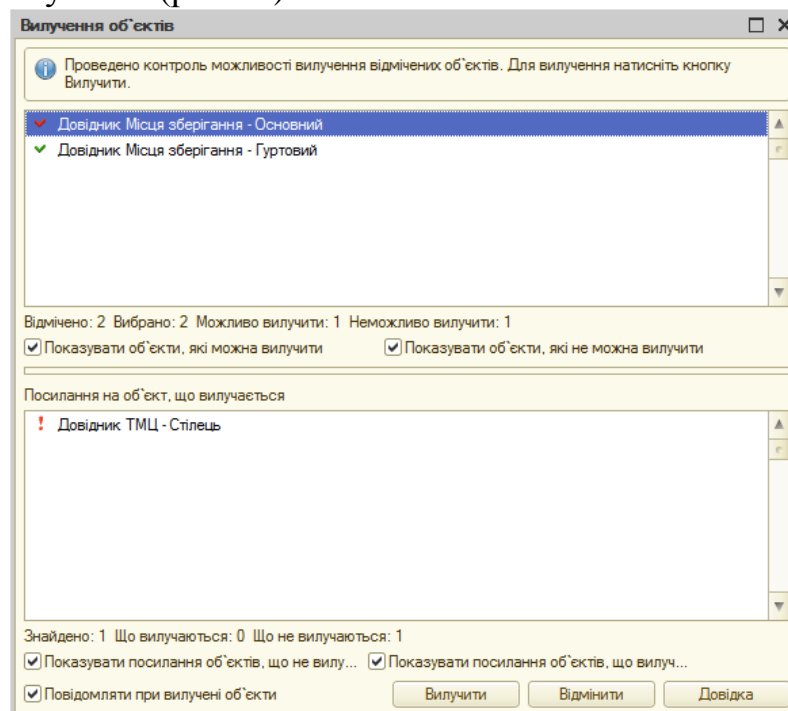 Вилучення об`єктів
Проведено контроль можливості вилучення відмічених об`єктів. Для вилучення натисніть кнопку
Вилучити.
Довідник Місця зберігання - Основний
Довідник Місця зберігання - Гуртовий
Відмічено: 2 Вибрано: 2 Можливо вилучити: 1 Неможливо вилучити: 1
Показувати об`єкти, які можна вилучити Показувати об`єкти, які не можна вилучити
Посилання на об`єкт, що вилучається
Довідник ТМЦ - Стілець
Знайдено: 1 Що вилучаються: 0 Що не вилучаються: 1
Показувати посилання об`єктів, що не вилу... Показувати посилання об`єктів, що вилуч...
Повідомляти при вилучені об`єкти Вилучити Відмінити Довідка